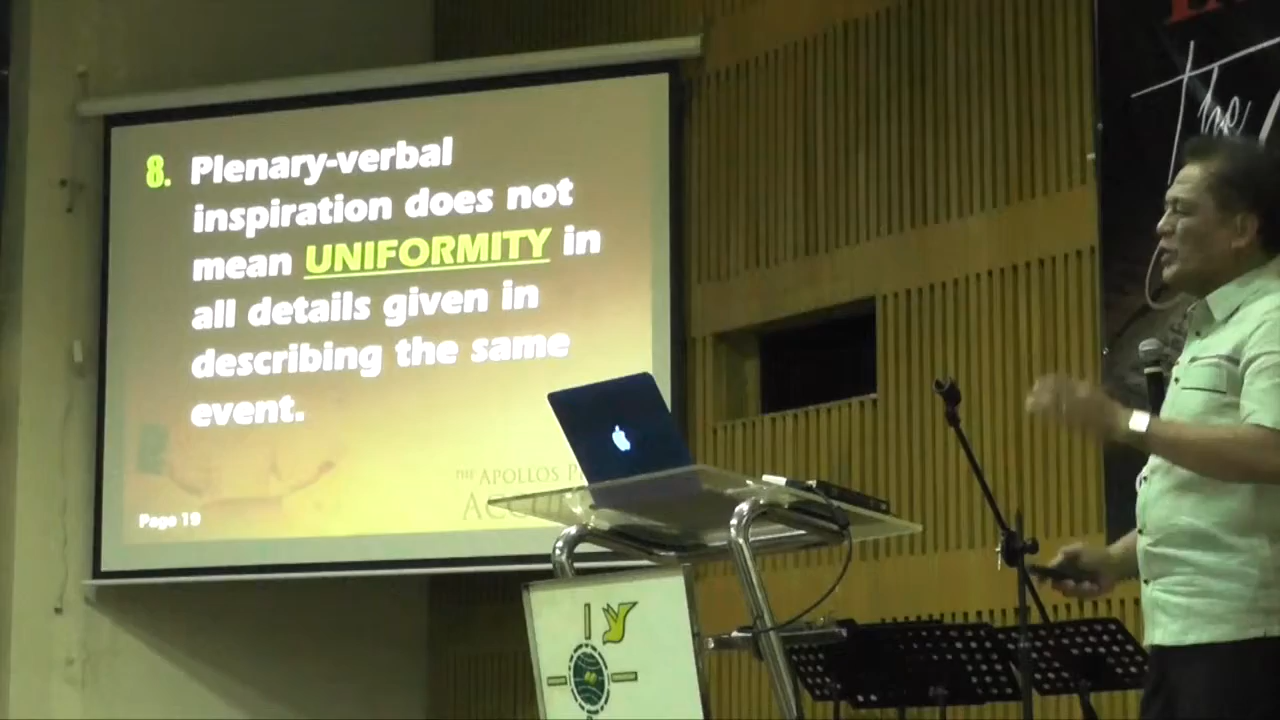 8. Plenary-verbal
inspiration does not
mean UNIFORMITY in
all details given in
describing the same
event.
THE APOLLOS
Page 19
The